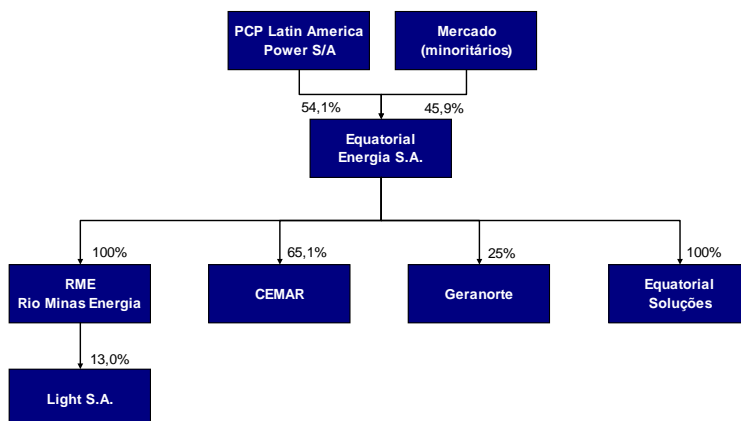 PCP Latin America
Power S/A
Mercado
(minoritários)
54,1%
45,9%
Equatorial
Energia S.A.
100%
65,1%
25%
100%
RME
Rio Minas Energia
CEMAR
Geranorte
Equatorial
Soluções
13,0%
Light S.A.